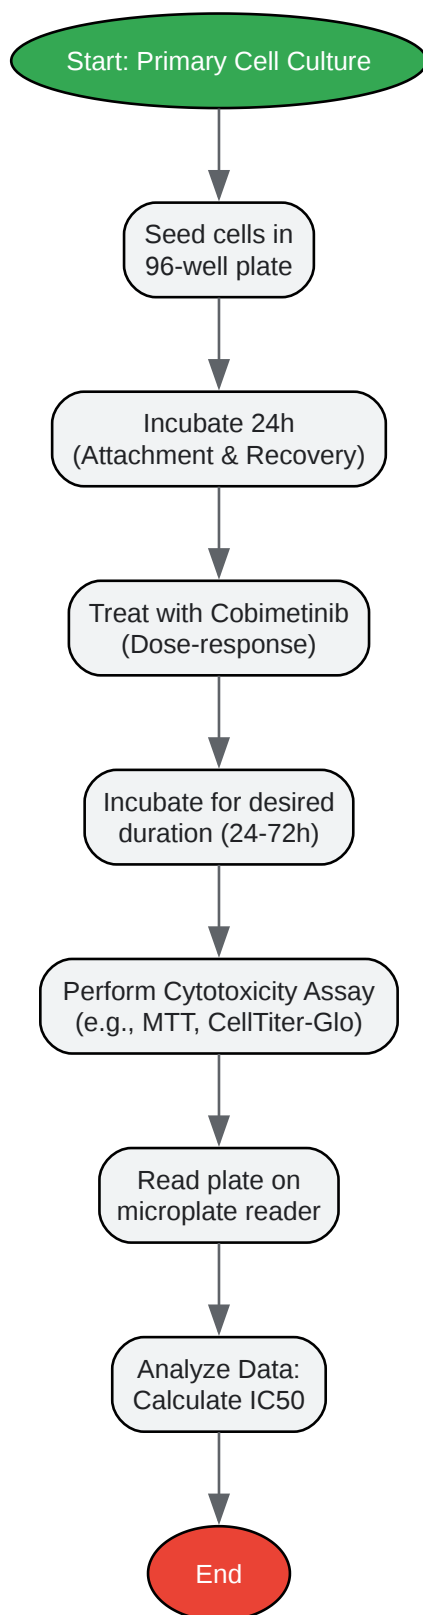 Start: Primary Cell Culture
Seed cells in
96-well plate
Incubate 24h
(Attachment & Recovery)
Treat with Cobimetinib
(Dose-response)
Incubate for desired
duration (24-72h)
Perform Cytotoxicity Assay
(e.g., MTT, CellTiter-Glo)
Read plate on
microplate reader
Analyze Data:
Calculate IC50
End